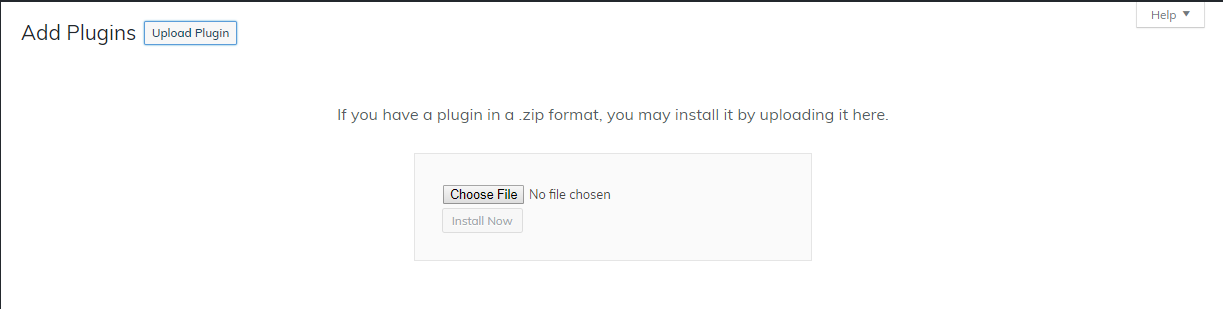 Help
Add Plugins Upload Plugin
If you have a plugin in a .zip format, you may install it by uploading it here.
Choose File No file chosen
Install Now